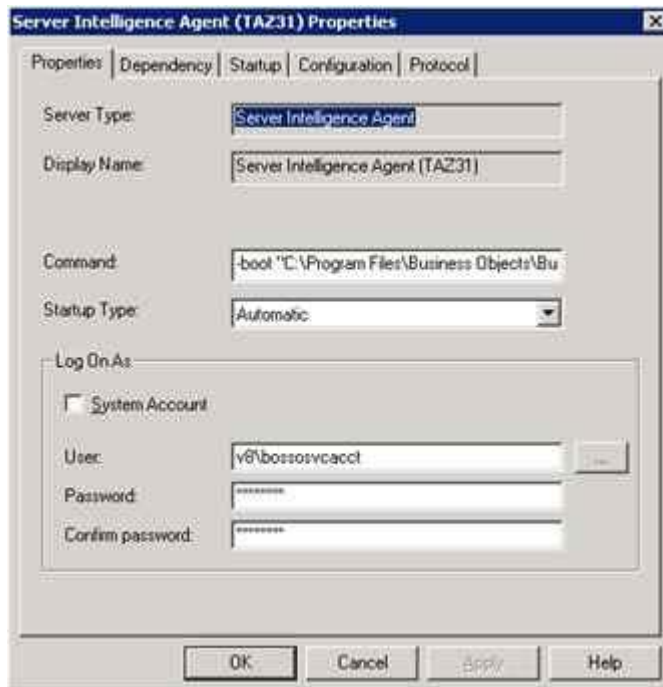 Server Intelligence Agent (TAZ31) Properties
Properties Dependency Startup Configuration Protocol
Server Type: Server Intelligence Agent
Display Name: Server Intelligence Agent (TAZ31)
Command: -boot "C:\Program Files\Business Objects\Bu
Startup Type: Automatic
Log On As
System Account
User: v8\bossosvcacct ...
Password: ********
Confirm password: ********
OK Cancel Apply Help